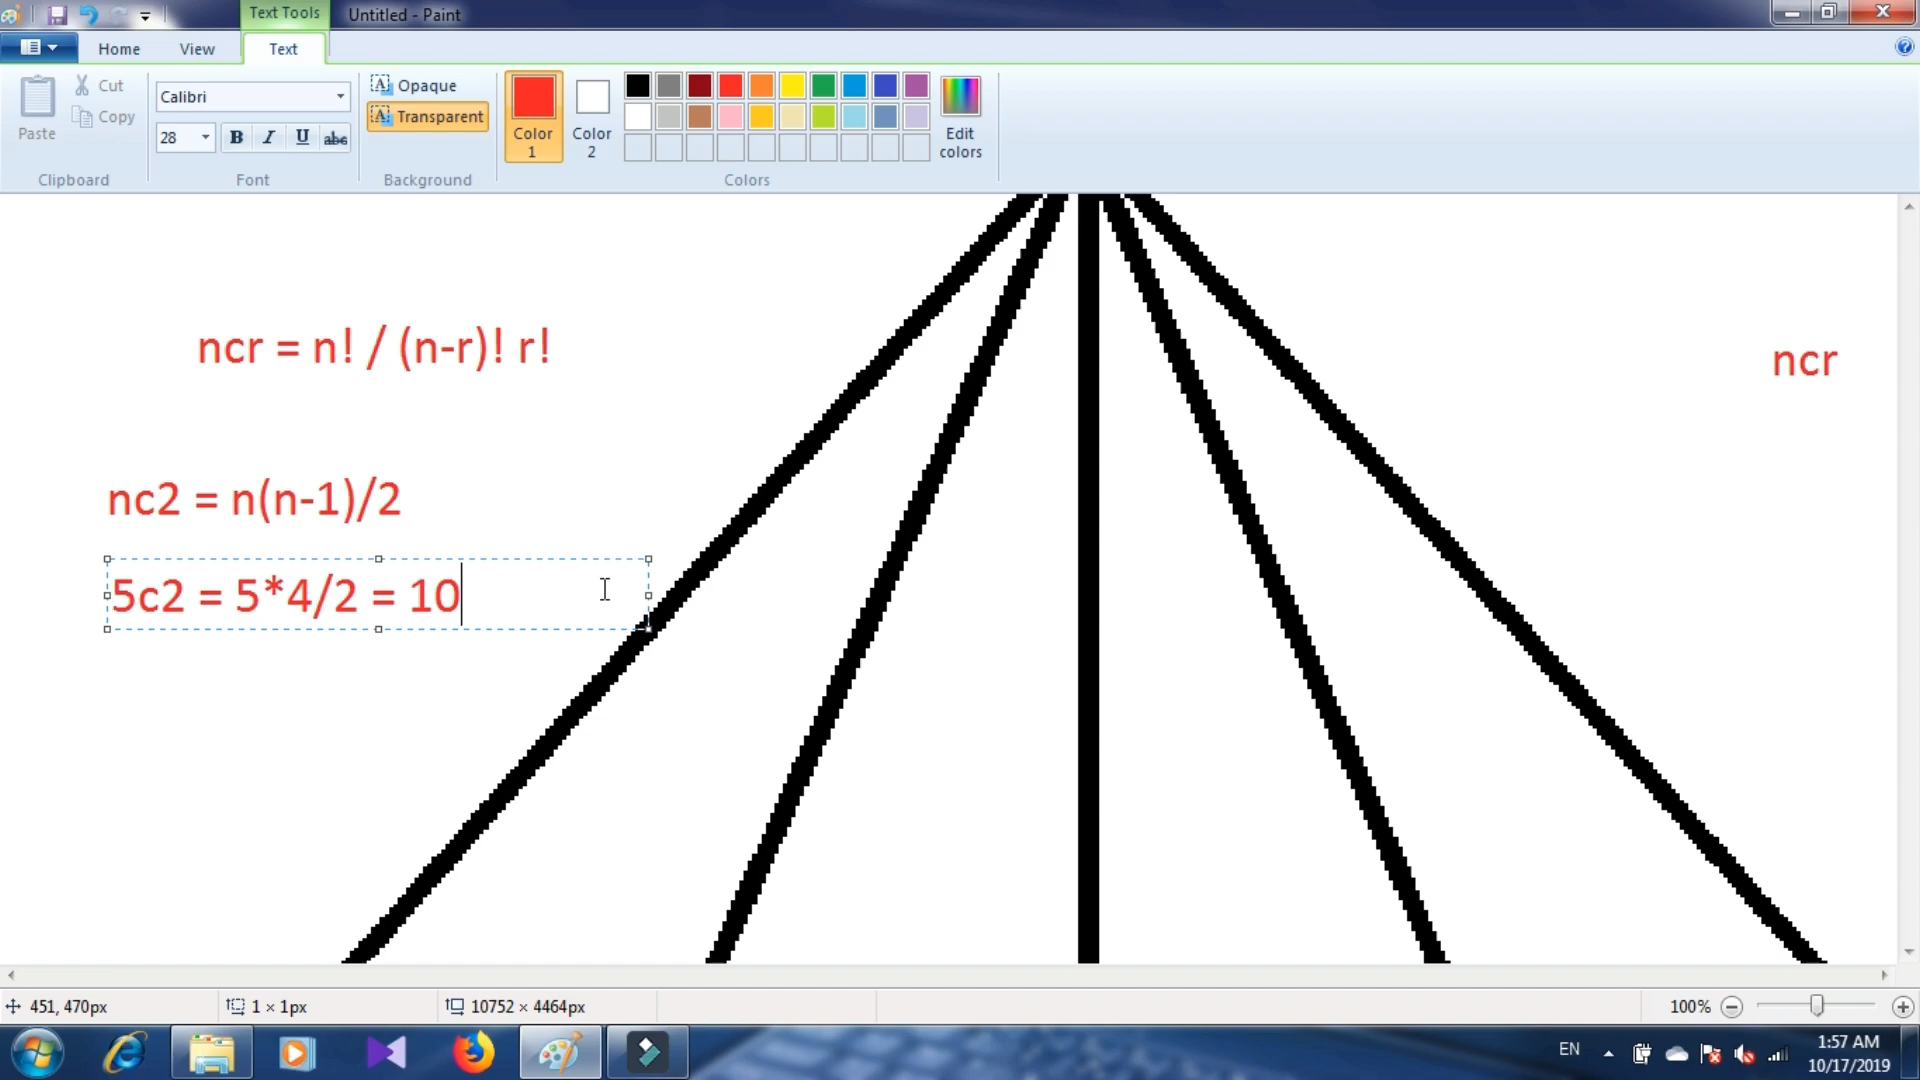 Text Tools
Untitled - Paint
Home
View
Text
Paste
Cut
Copy
Clipboard
Calibri
28
B I U abc
Font
Opaque
Transparent
Background
Color 1
Color 2
Edit colors
Colors
ncr = n! / (n-r)! r!
ncr
nc2 = n(n-1)/2
5c2 = 5*4/2 = 10
451, 470px
1 × 1px
10752 × 4464px
100%
EN
1:57 AM
10/17/2019